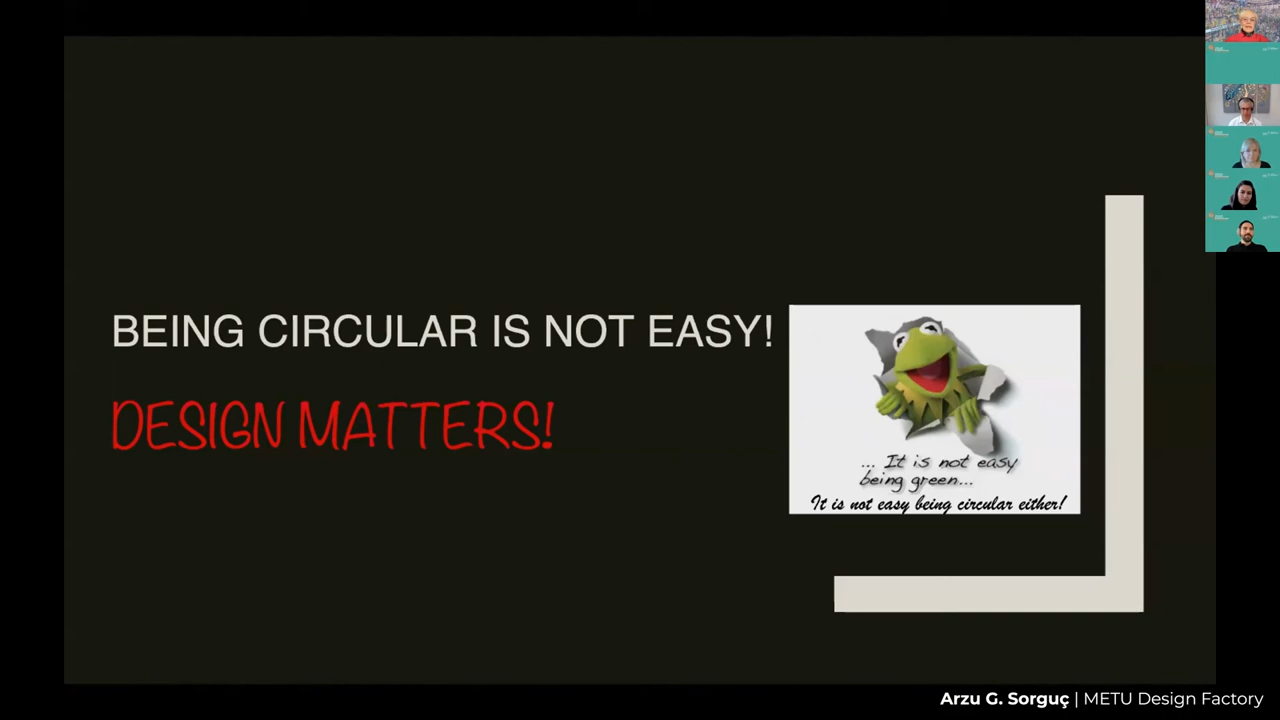 BEING CIRCULAR IS NOT EASY!
DESIGN MATTERS!
... It is not easy
being green...
It is not easy being circular either!
Arzu G. Sorguç | METU Design Factory